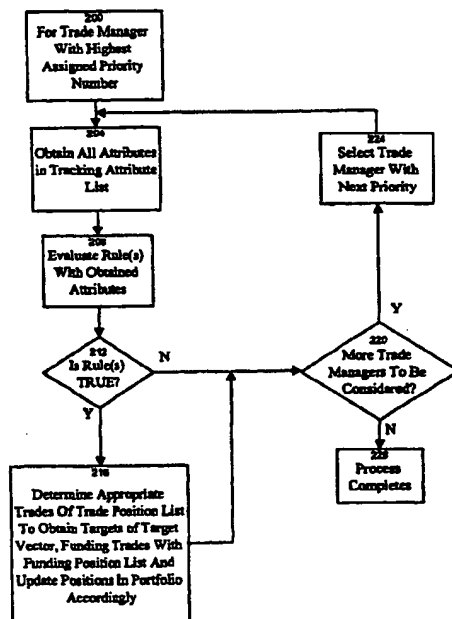 200
For Trade Manager
With Highest
Assigned Priority
Number
204
Obtain All Attributes
in Tracking Attribute
List
208
Evaluate Rule(s)
With Obtained
Attributes
212
Is Rule(s)
TRUE?
N
Y
216
Determine Appropriate
Trades Of Trade Position List
To Obtain Targets of Target
Vector, Funding Trades With
Funding Position List And
Update Positions In Portfolio
Accordingly
224
Select Trade
Manager With
Next Priority
Y
220
More Trade
Managers To Be
Considered?
N
228
Process
Completes